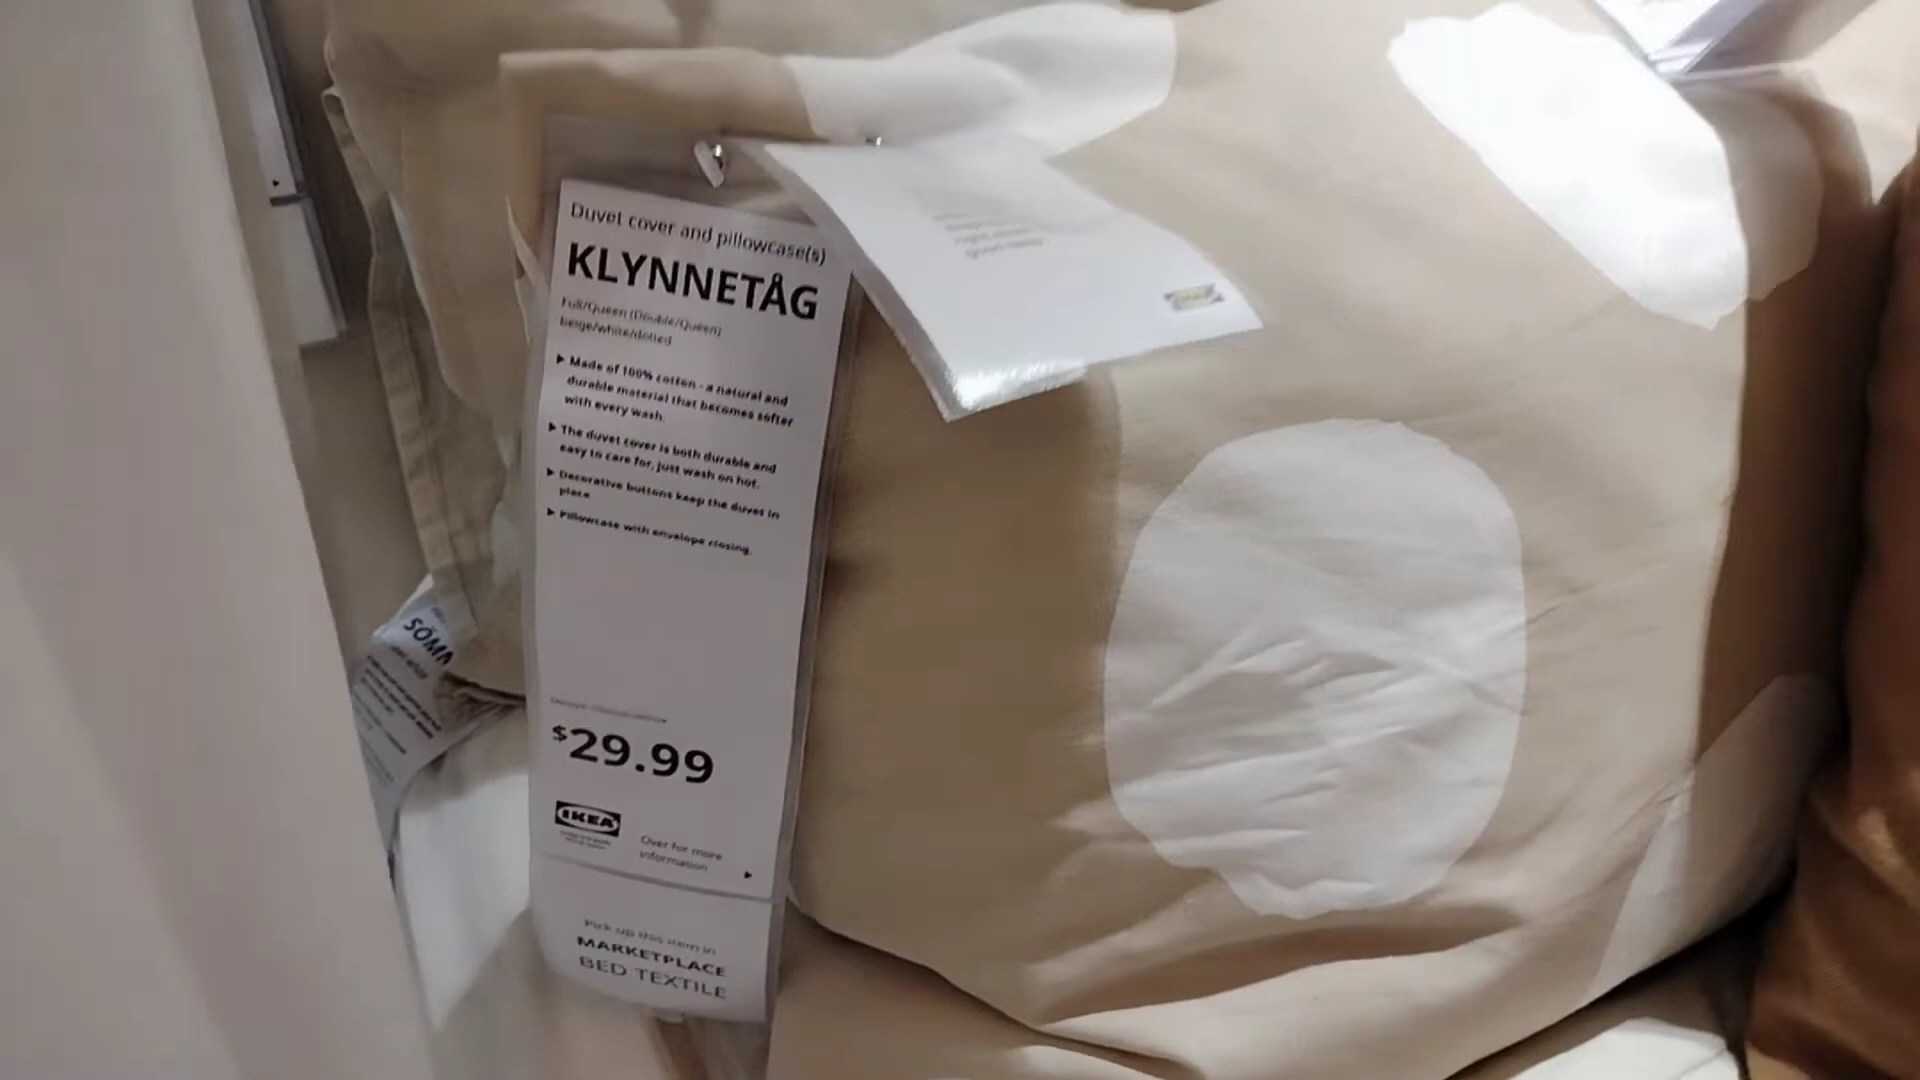 Duvet cover and pillowcase(s)
KLYNNETÅG
Full/Queen (Double/Queen)
beige/white/dotted
▶ Made of 100% cotton - a natural and
durable material that becomes softer
with every wash.
▶ The duvet cover is both durable and
easy to care for, just wash on hot.
▶ Decorative buttons keep the duvet in
place
▶ Pillowcase with envelope closing.
$29.99
IKEA
Over for more
information ▶
Pick up this item in
MARKETPLACE
BED TEXTILE
SÖMN